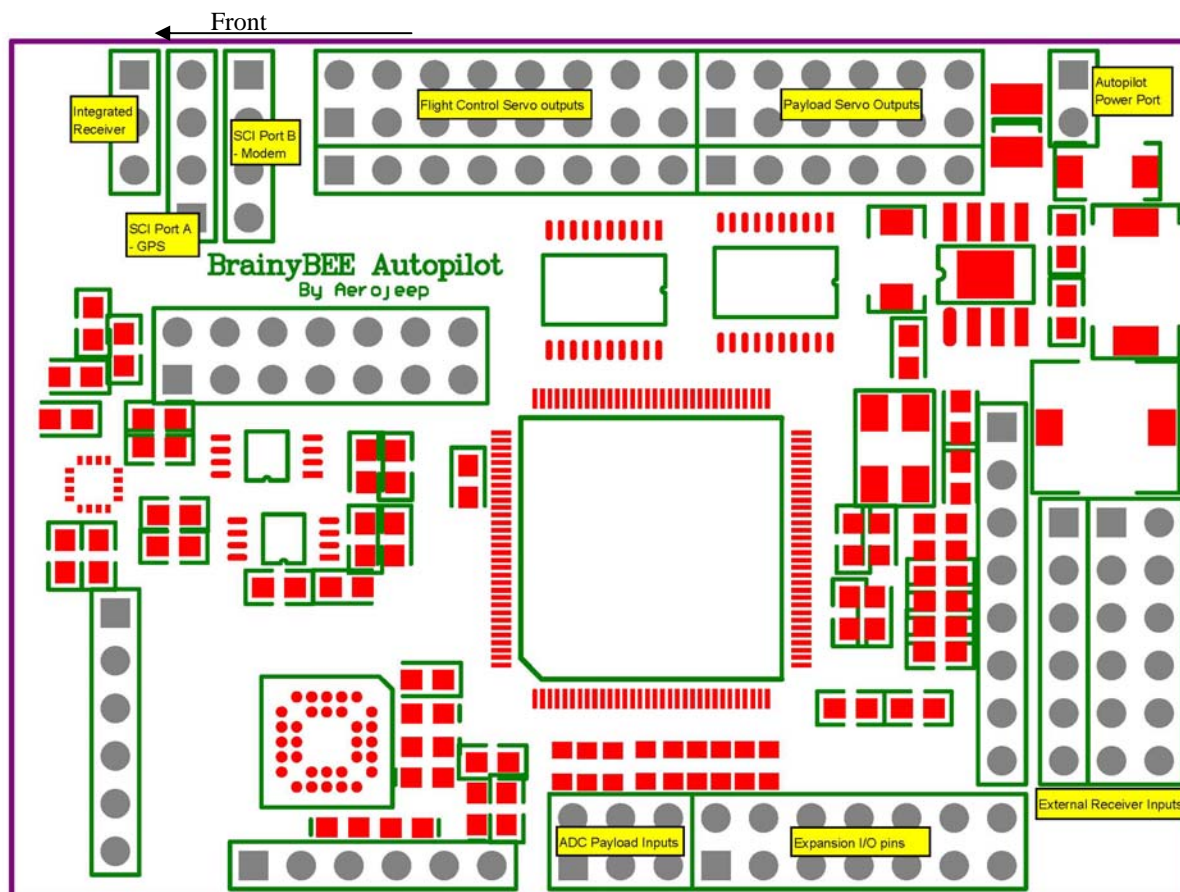 Front
Integrated
Receiver
SCI Port B
- Modem
Flight Control Servo outputs
Payload Servo Outputs
Autopilot
Power Port
SCI Port A
- GPS
BrainyBEE Autopilot
By Aerojeep
External Receiver Inputs
ADC Payload Inputs
Expansion I/O pins